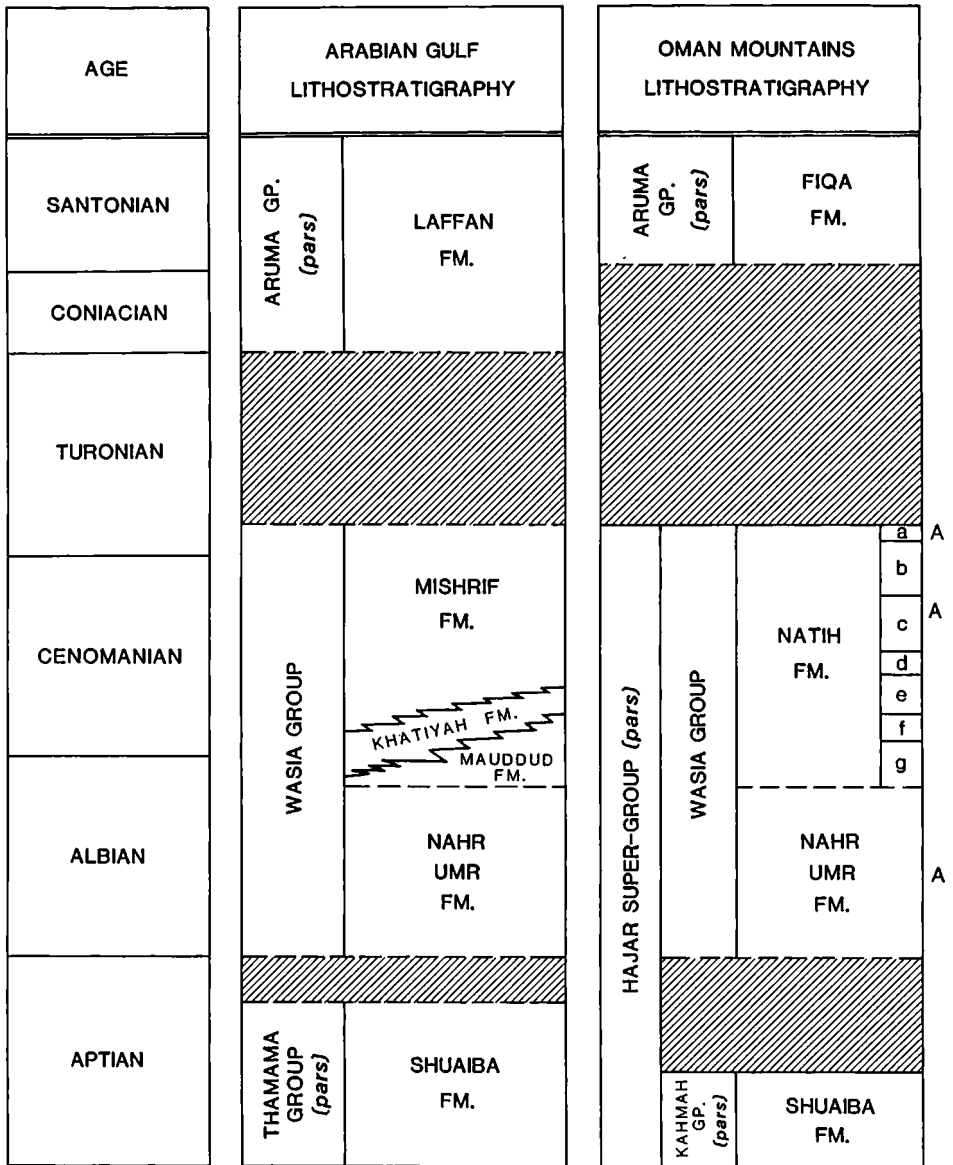 AGE
ARABIAN GULF
LITHOSTRATIGRAPHY
OMAN MOUNTAINS
LITHOSTRATIGRAPHY
SANTONIAN
CONIACIAN
TURONIAN
CENOMANIAN
ALBIAN
APTIAN
ARUMA GP.
(pars)
LAFFAN
FM.
WASIA GROUP
MISHRIF
FM.
KHATIYAH FM.
MAUDDUD
FM.
NAHR
UMR
FM.
THAMAMA
GROUP
(pars)
SHUAIBA
FM.
ARUMA
GP.
(pars)
FIQA
FM.
HAJAR SUPER-GROUP (pars)
WASIA GROUP
NATIH
FM.
a
b
c
d
e
f
g
A
A
NAHR
UMR
FM.
A
KAHMAH
GP.
(pars)
SHUAIBA
FM.